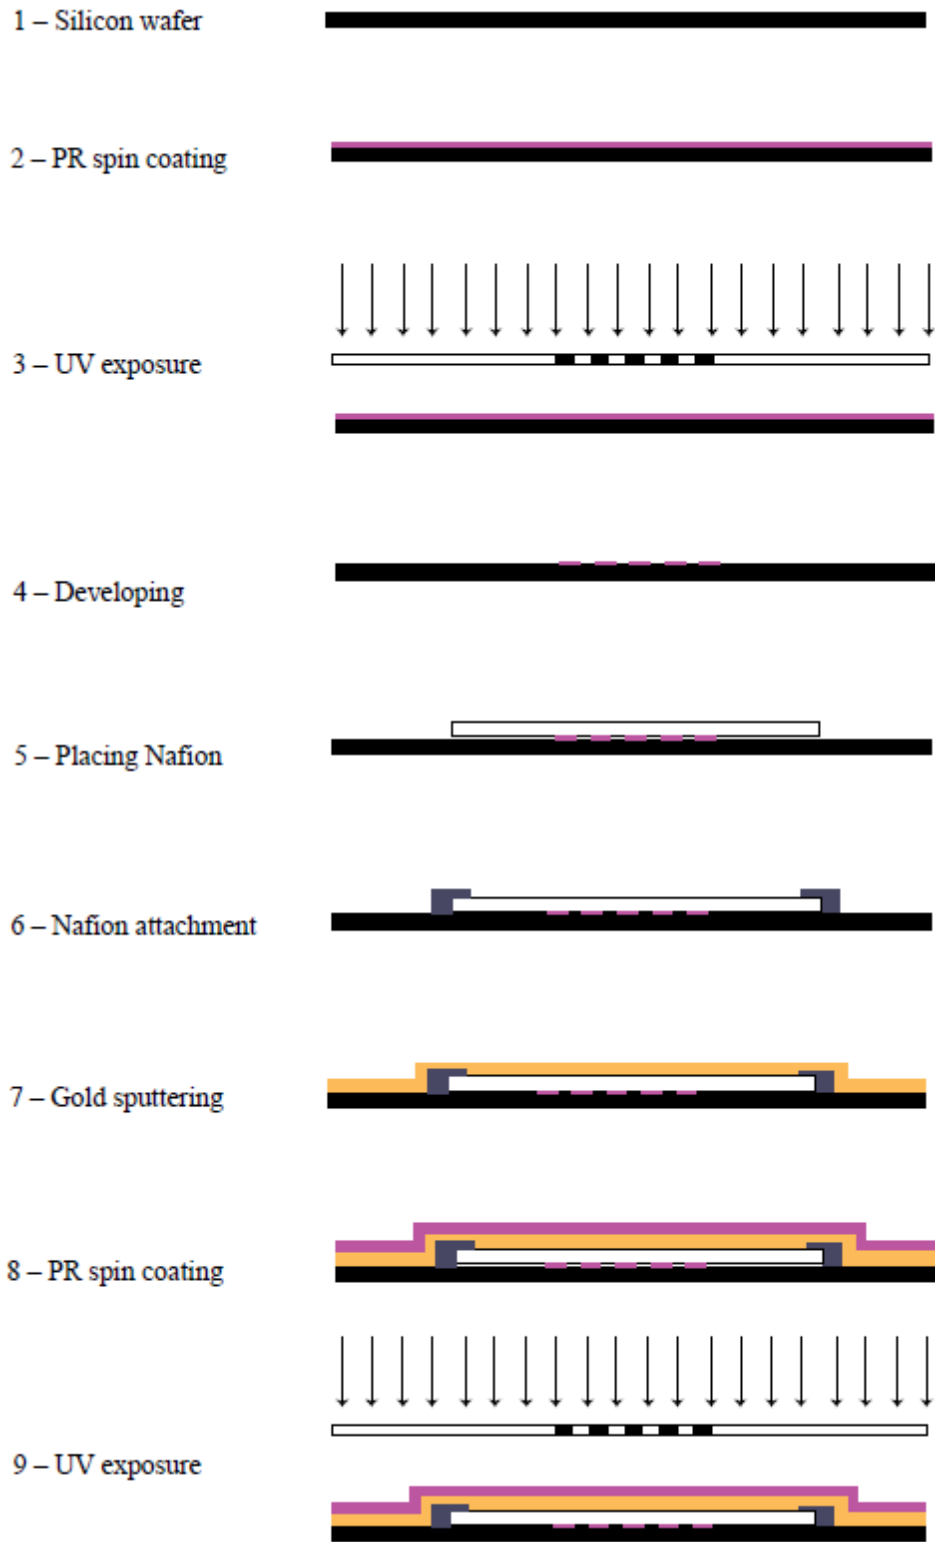 1 – Silicon wafer
2 – PR spin coating
3 – UV exposure
4 – Developing
5 – Placing Nafion
6 – Nafion attachment
7 – Gold sputtering
8 – PR spin coating
9 – UV exposure